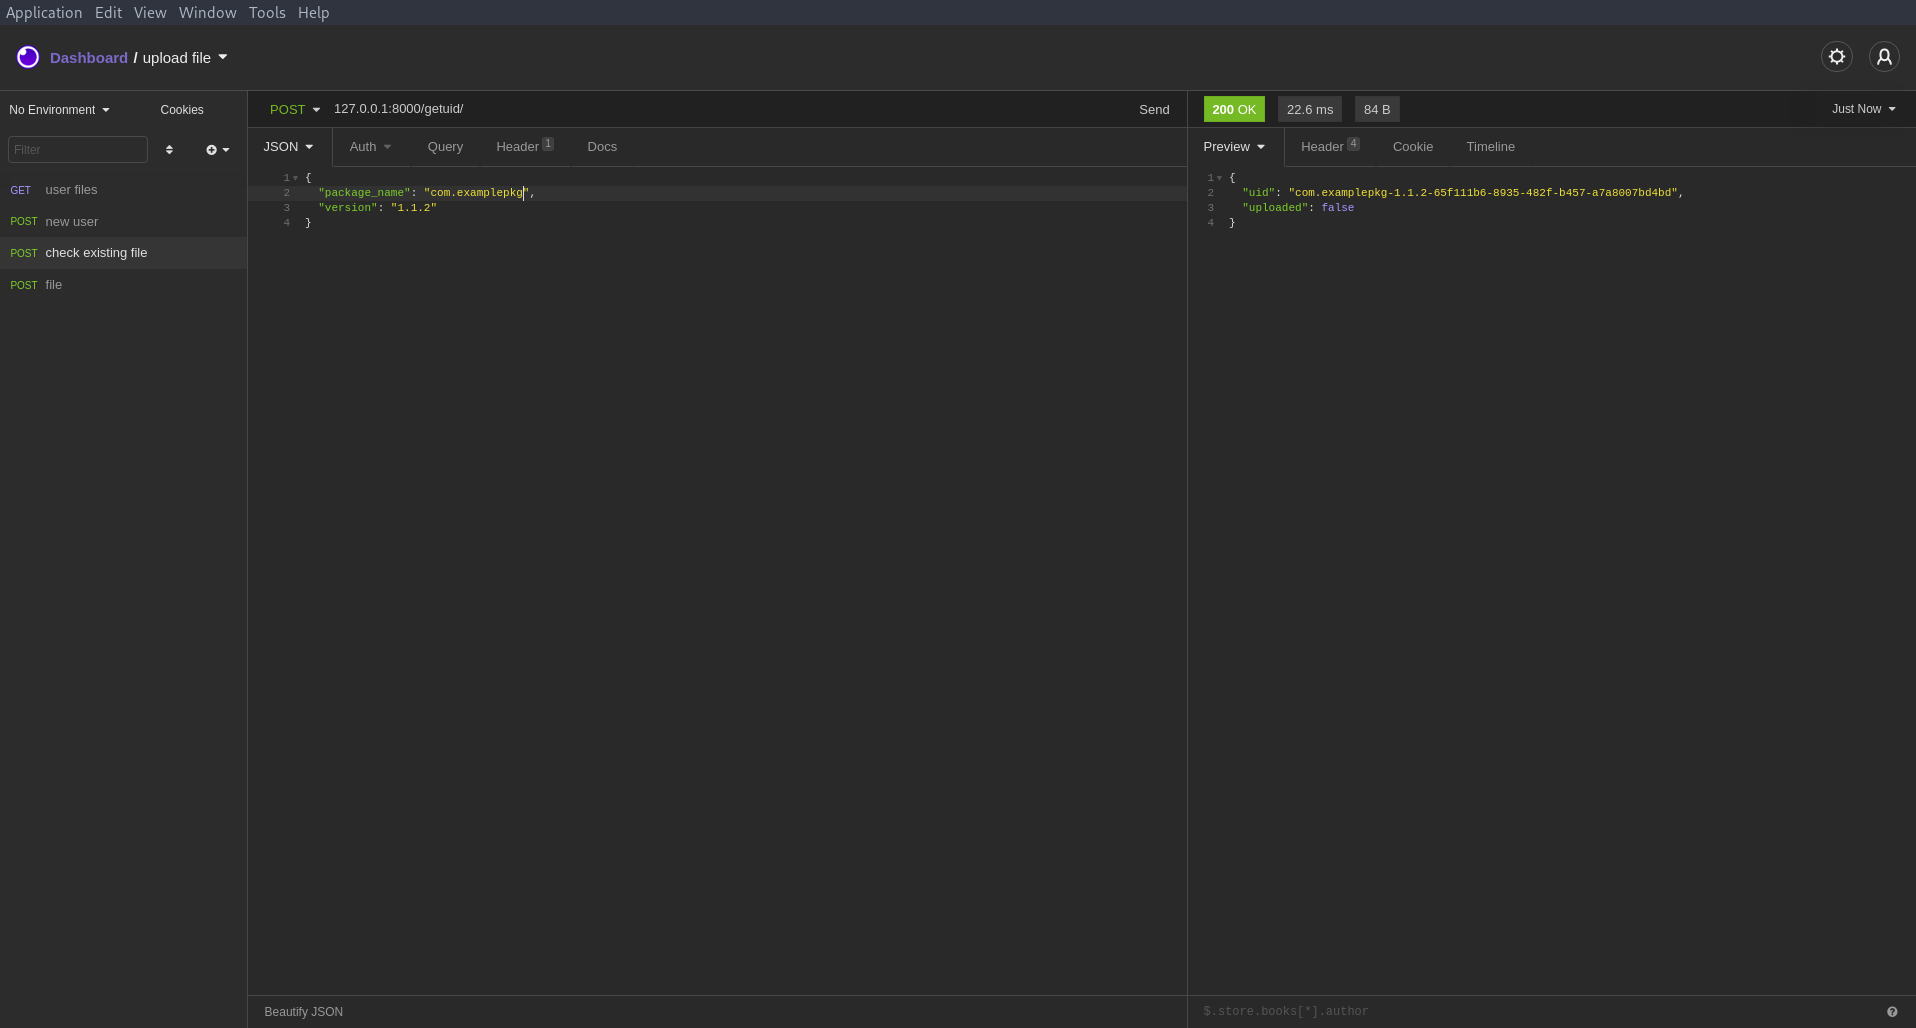 Application Edit View Window Tools Help
Dashboard / upload file
No Environment Cookies
Filter
GET user files
POST new user
POST check existing file
POST file
POST 127.0.0.1:8000/getuid/ Send
JSON Auth Query Header 1 Docs
1 {
2 "package_name": "com.examplepkg",
3 "version": "1.1.2"
4 }
Beautify JSON
200 OK 22.6 ms 84 B Just Now
Preview Header 4 Cookie Timeline
1 {
2 "uid": "com.examplepkg-1.1.2-65f111b6-8935-482f-b457-a7a8007bd4bd",
3 "uploaded": false
4 }
$.store.books[*].author